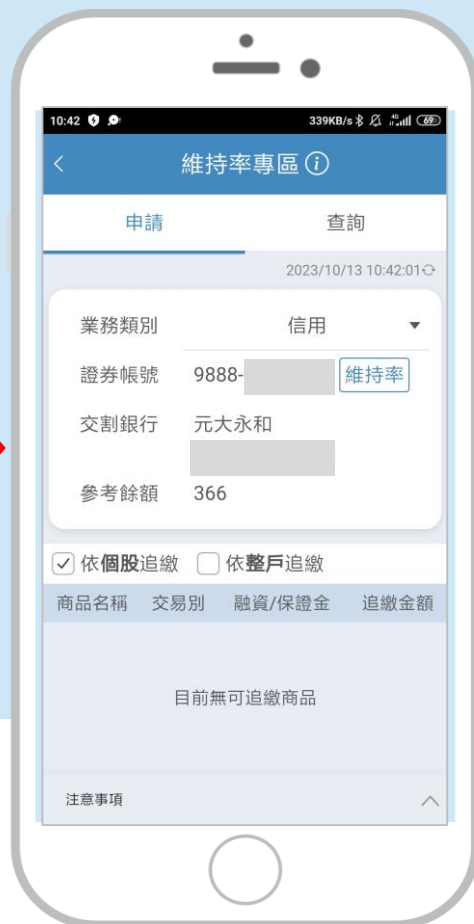 10:42 339KB/s 4G 69
維持率專區 i
申請 查詢
2023/10/13 10:42:01
業務類別 信用
證券帳號 9888- 維持率
交割銀行 元大永和
參考餘額 366
依個股追繳 依整戶追繳
商品名稱 交易別 融資/保證金 追繳金額
目前無可追繳商品
注意事項